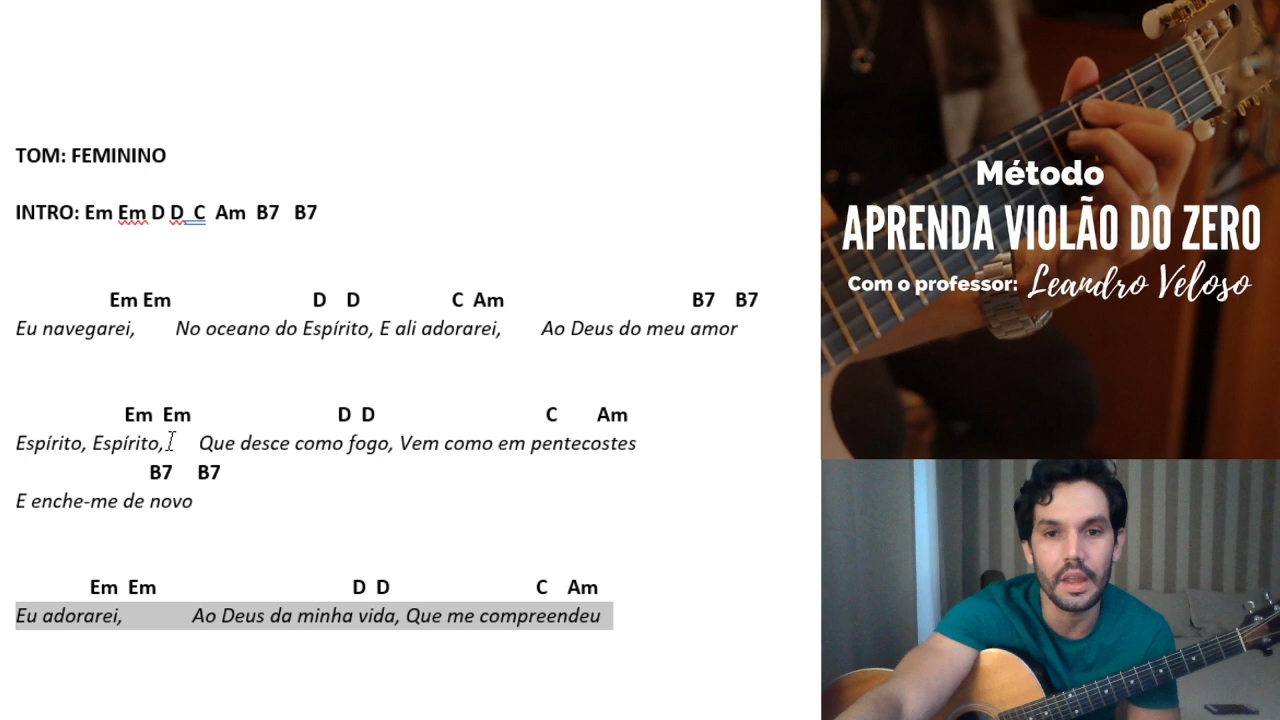 TOM: FEMININO
INTRO: Em Em D D C Am B7 B7
Em Em D D C Am B7 B7
Eu navegarei, No oceano do Espírito, E ali adorarei, Ao Deus do meu amor
Em Em D D C Am
Espírito, Espírito, Que desce como fogo, Vem como em pentecostes
B7 B7
E enche-me de novo
Em Em D D C Am
Eu adorarei, Ao Deus da minha vida, Que me compreendeu
Método
APRENDA VIOLÃO DO ZERO
Com o professor: Leandro Veloso